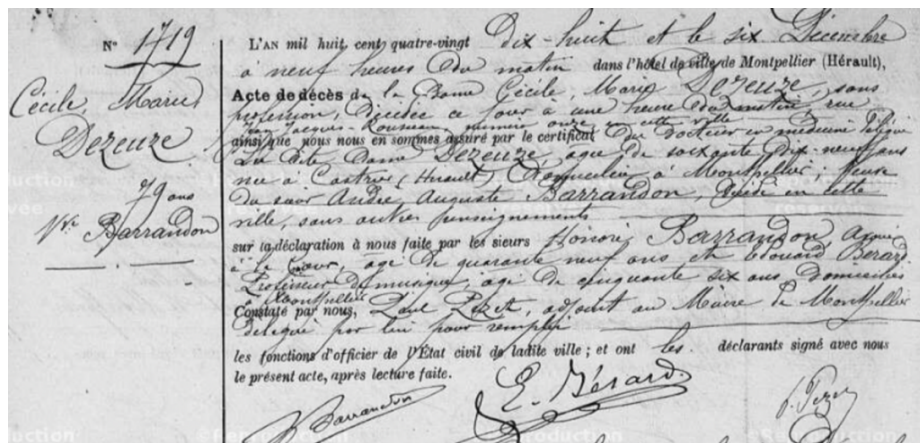 N° 1719
Cécile, Marie
Dezeuze
79 ans
Vve Barrandon
L'AN mil huit cent quatre-vingt dix-huit et le six Décembre
à neuf heures du matin dans l'hôtel de ville de Montpellier (Hérault),
Acte de décès de la Dame Cécile, Marie Dezeuze, sans
profession, décédée ce jour à une heure du matin rue
Jean Jacques Rousseau numéro onze en cette ville
ainsi que nous nous en sommes assuré par le certificat du docteur en médecine
La dite Dame Dezeuze, âgée de soixante dix-neuf ans
née à Castries (Hérault) domiciliée à Montpellier, Veuve
du sieur André, Auguste Barrandon, décédé en cette
ville, sans autres renseignements
sur la déclaration à nous faite par les sieurs Honoré Barrandon,
à la Cour, âgé de quarante neuf ans et Edouard Bérard
Professeur de musique, âgé de cinquante six ans domiciliés
à Montpellier
Constaté par nous, Paul Pezet, adjoint au Maire de Montpellier
délégué par lui pour remplir
les fonctions d'officier de l'État civil de ladite ville; et ont les déclarants signé avec nous
le présent acte, après lecture faite.
Barrandon
E. Bérard
P. Pezet